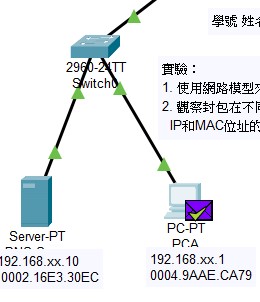 學號 姓
2960-24TT
Switch0
實驗：
1. 使用網路模型
2. 觀察封包在不同
IP和MAC位址的
Server-PT
PC-PT
PCA
192.168.xx.10
0002.16E3.30EC
192.168.xx.1
0004.9AAE.CA79